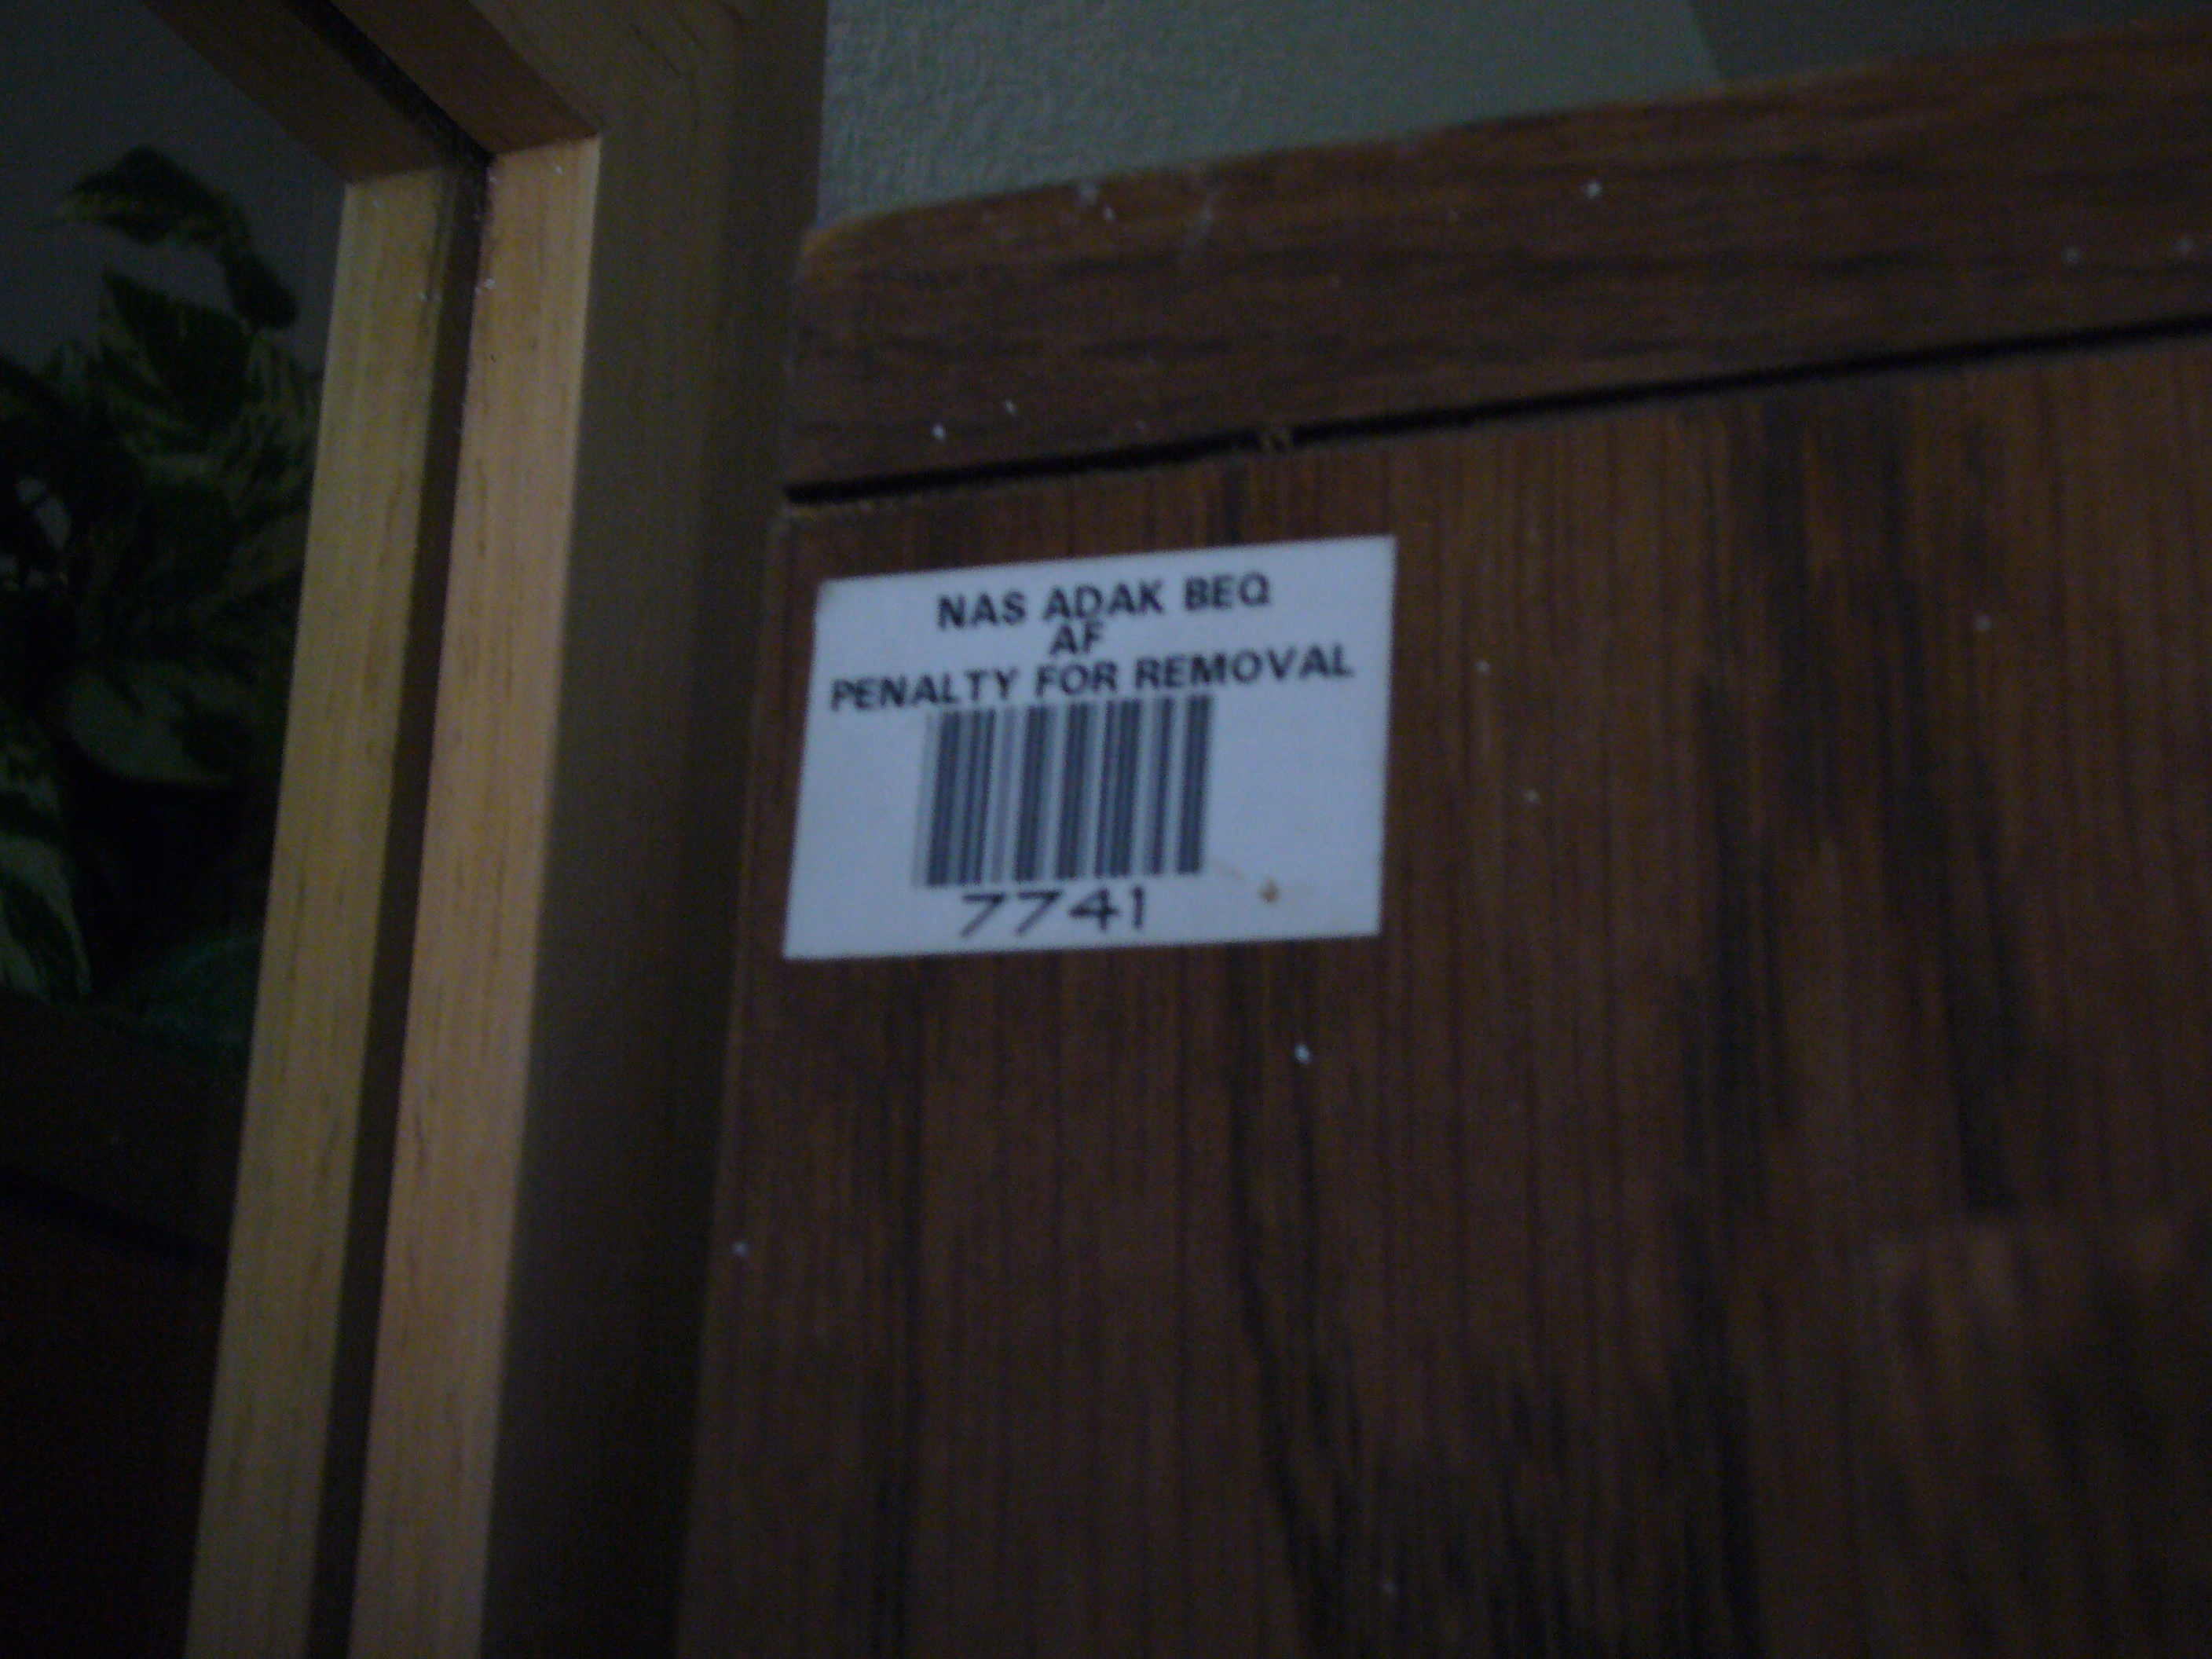 NAS ADAK BEQ
AF
PENALTY FOR REMOVAL
7741